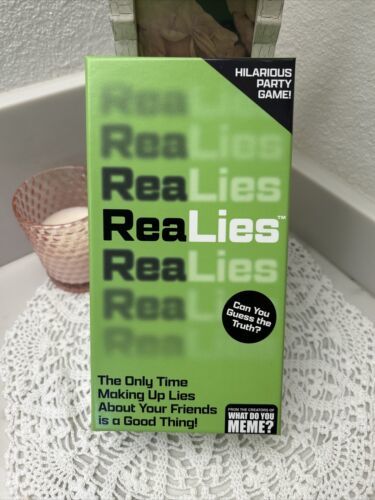 HILARIOUS
PARTY
GAME!
ReaLies
ReaLies
ReaLies
ReaLies™
ReaLies
ReaLies
ReaLies
Can You
Guess the
Truth?
The Only Time
Making Up Lies
About Your Friends
is a Good Thing!
FROM THE CREATORS OF
WHAT DO YOU
MEME?